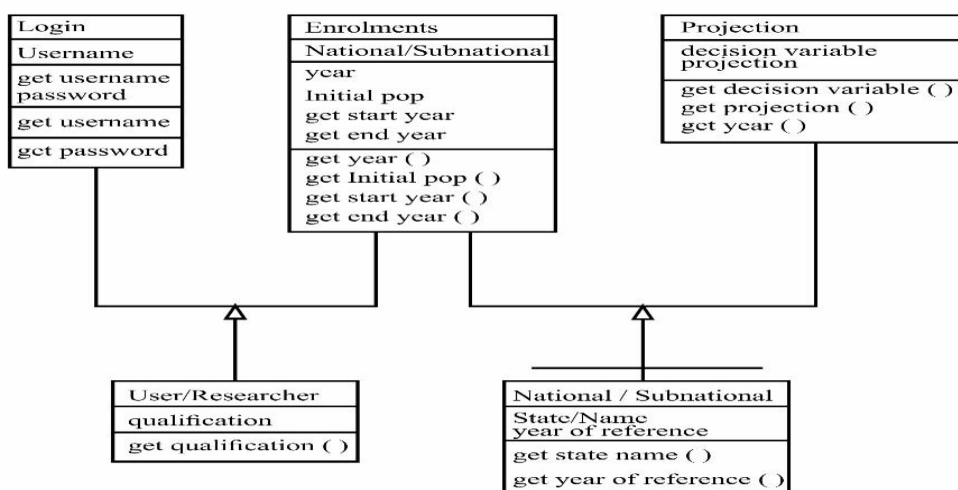 Login
Username
get username
password
get username
get password
Enrolments
National/Subnational
year
Initial pop
get start year
get end year
get year ( )
get Initial pop ( )
get start year ( )
get end year ( )
Projection
decision variable
projection
get decision variable ( )
get projection ( )
get year ( )
User/Researcher
qualification
get qualification ( )
National / Subnational
State/Name
year of reference
get state name ( )
get year of reference ( )